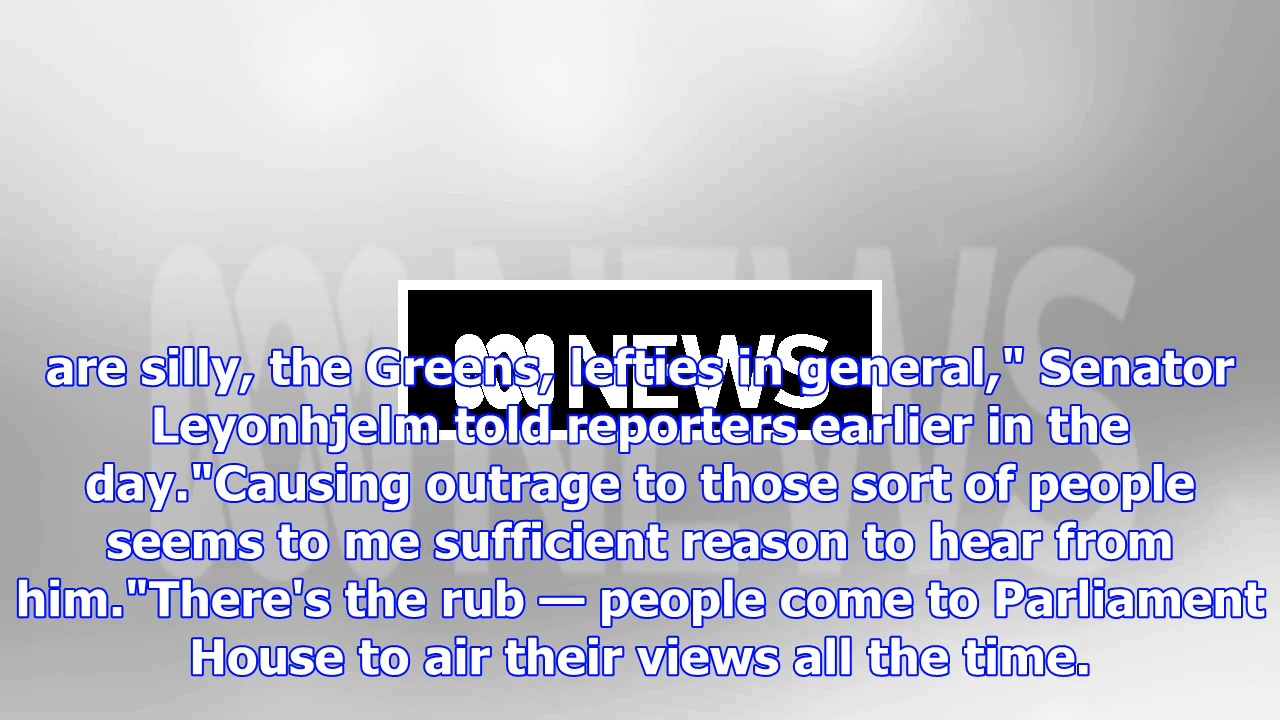 NEWS
are silly, the Greens, lefties in general," Senator
Leyonhjelm told reporters earlier in the
day."Causing outrage to those sort of people
seems to me sufficient reason to hear from
him."There's the rub — people come to Parliament
House to air their views all the time.